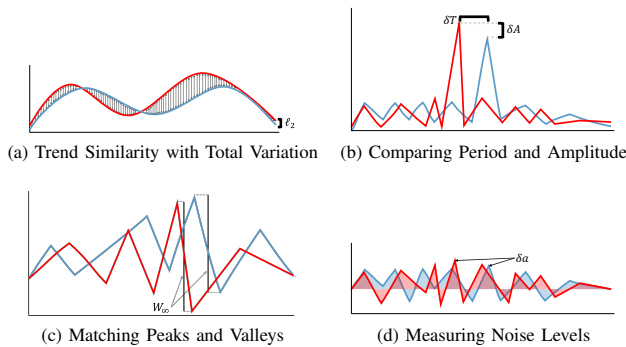 δT
δA
ℓ₂
(a) Trend Similarity with Total Variation
(b) Comparing Period and Amplitude
W∞
δa
(c) Matching Peaks and Valleys
(d) Measuring Noise Levels